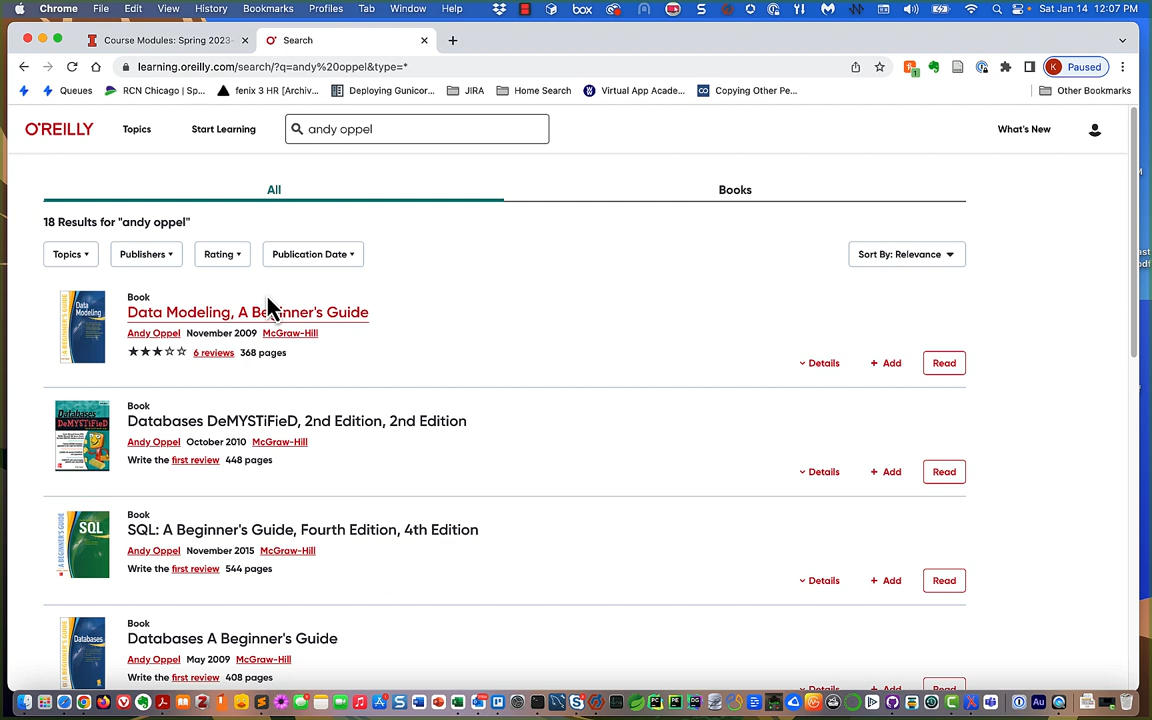 Chrome File Edit View History Bookmarks Profiles Tab Window Help box Sat Jan 14 12:07 PM
Course Modules: Spring 2023- Search
learning.oreilly.com/search/?q=andy%20oppel&type=* Paused
Queues RCN Chicago | Sp... fenix 3 HR [Archiv... Deploying Gunicor... JIRA Home Search Virtual App Acade... Copying Other Pe... Other Bookmarks
O'REILLY Topics Start Learning andy oppel What's New
All Books
18 Results for "andy oppel"
Topics Publishers Rating Publication Date Sort By: Relevance
Book
Data Modeling, A Beginner's Guide
Andy Oppel November 2009 McGraw-Hill
6 reviews 368 pages
Details + Add Read
Book
Databases DeMYSTiFieD, 2nd Edition, 2nd Edition
Andy Oppel October 2010 McGraw-Hill
Write the first review 448 pages
Details + Add Read
Book
SQL: A Beginner's Guide, Fourth Edition, 4th Edition
Andy Oppel November 2015 McGraw-Hill
Write the first review 544 pages
Details + Add Read
Book
Databases A Beginner's Guide
Andy Oppel May 2009 McGraw-Hill
Write the first review 408 pages
Details + Add Read